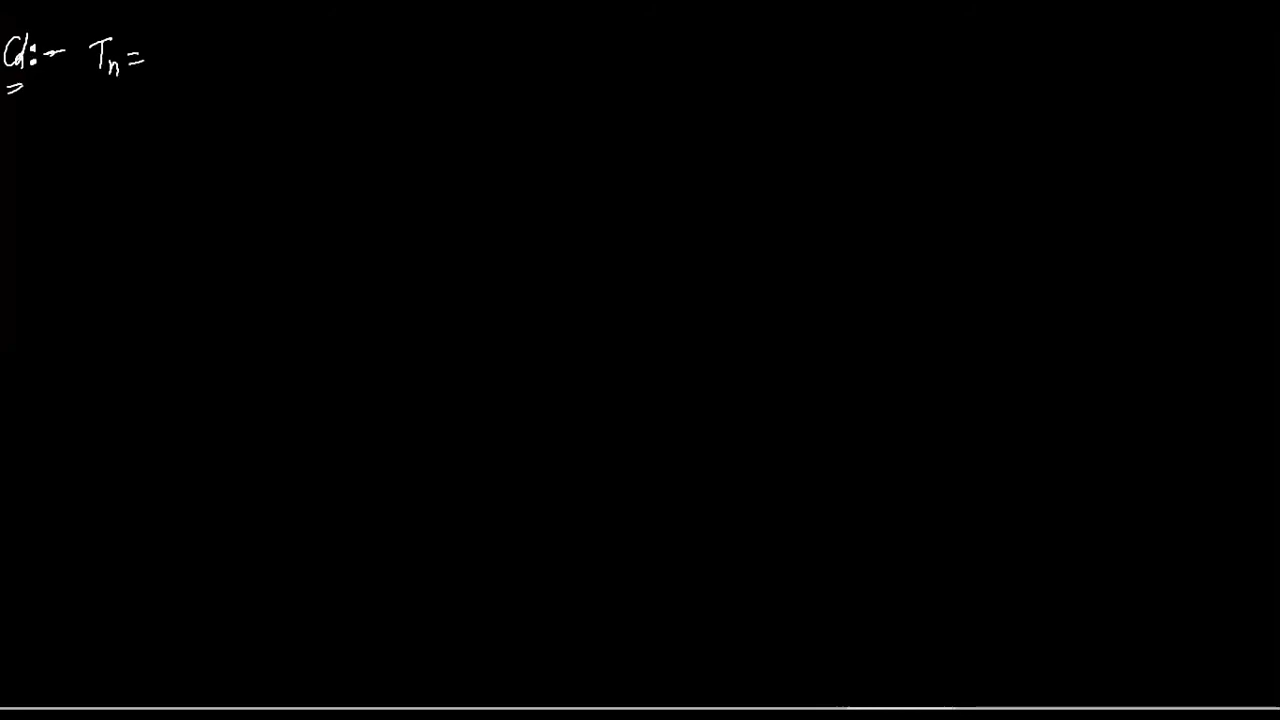 Cd:- Tn =